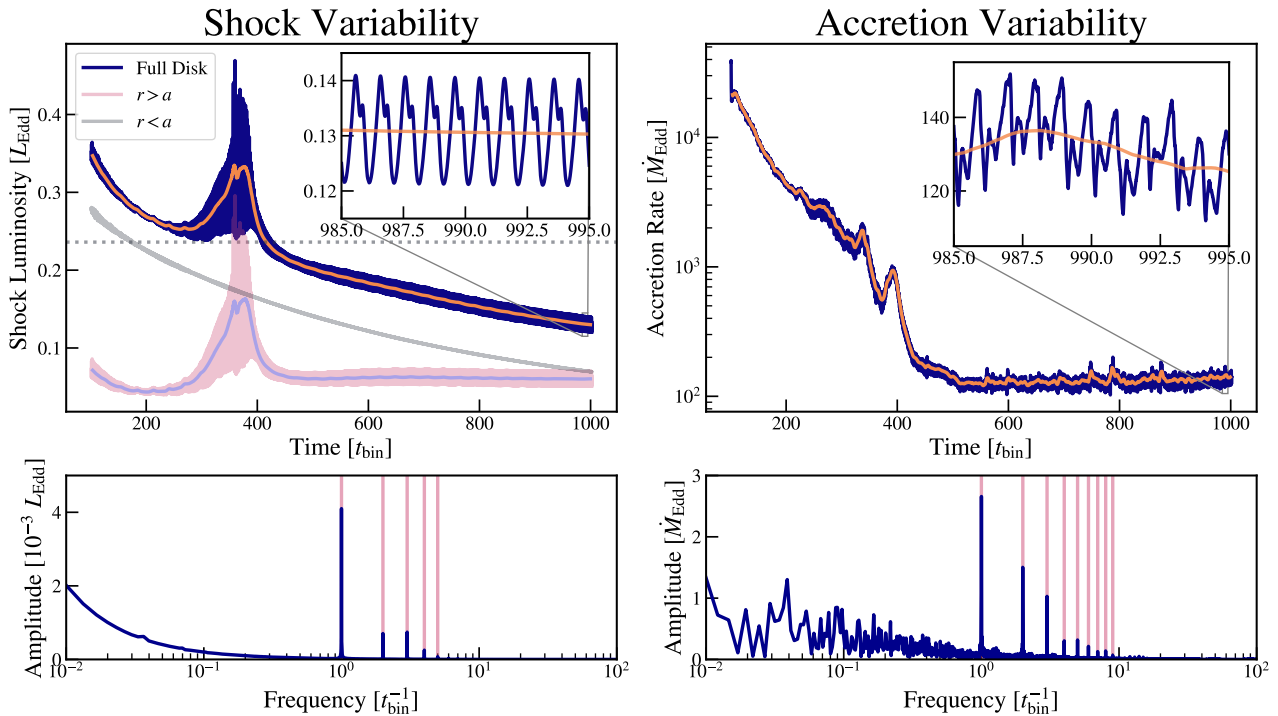 Shock Variability
Accretion Variability
Full Disk
r > a
r < a
Shock Luminosity [L_Edd]
0.4
0.3
0.2
0.1
200 400 600 800 1000
Time [t_bin]
0.14
0.13
0.12
985.0 987.5 990.0 992.5 995.0
Accretion Rate [Ṁ_Edd]
10^4
10^3
10^2
200 400 600 800 1000
Time [t_bin]
140
120
985.0 987.5 990.0 992.5 995.0
Amplitude [10^−3 L_Edd]
4
2
0
10^−2 10^−1 10^0 10^1 10^2
Frequency [t_bin^−1]
Amplitude [Ṁ_Edd]
3
2
1
0
10^−2 10^−1 10^0 10^1 10^2
Frequency [t_bin^−1]